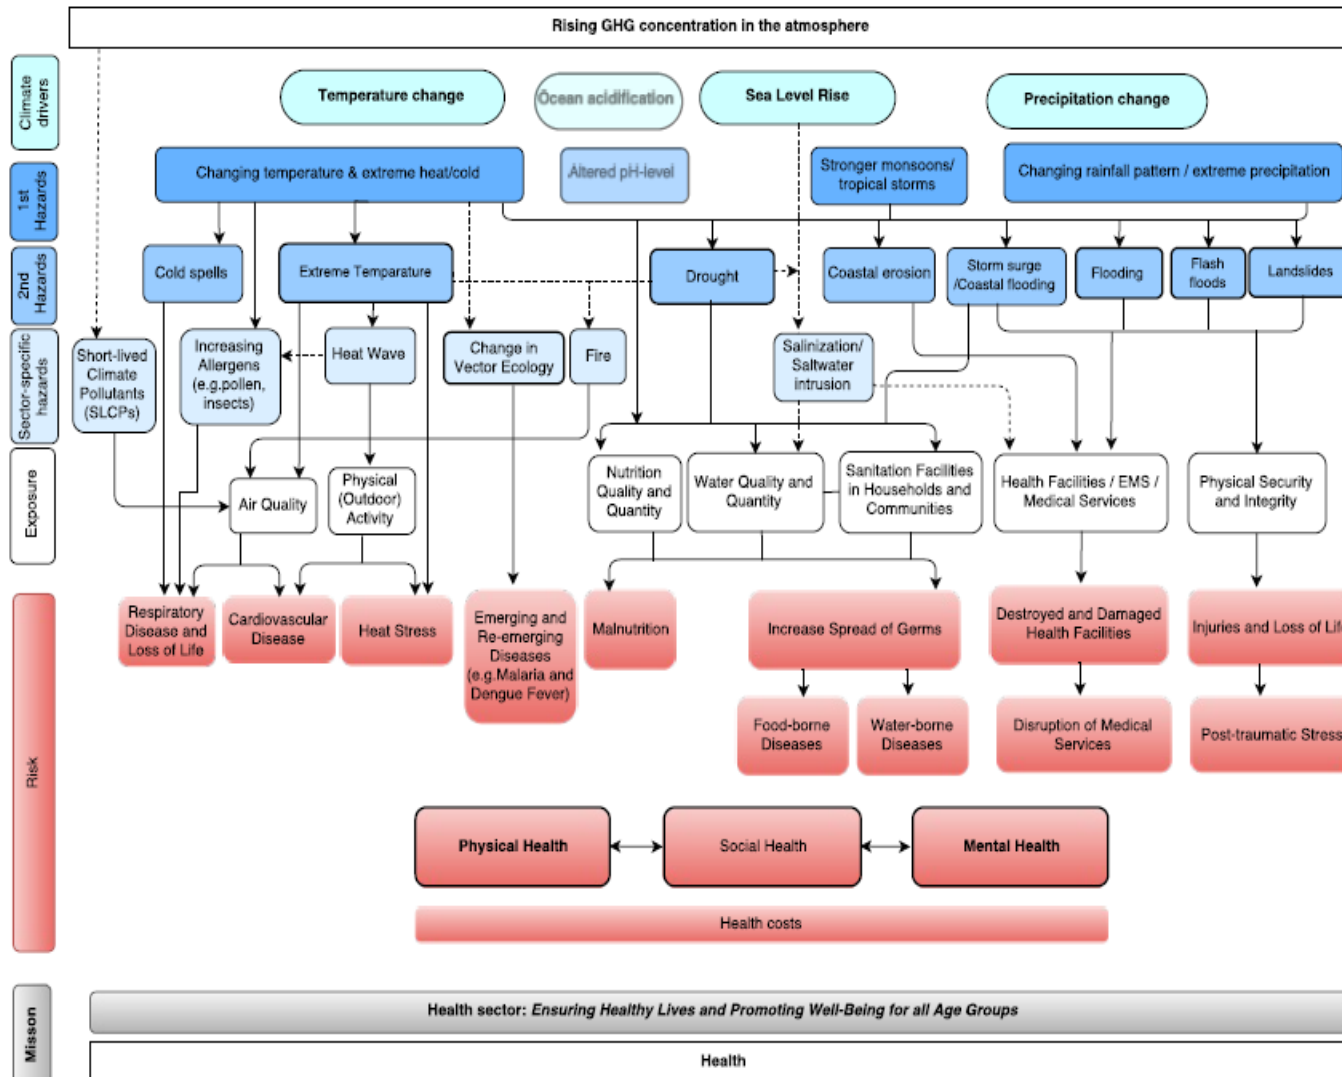 Rising GHG concentration in the atmosphere
Climate
drivers
Temperature change
Ocean acidification
Sea Level Rise
Precipitation change
1st
Hazards
Changing temperature & extreme heat/cold
Altered pH-level
Stronger monsoons/
tropical storms
Changing rainfall pattern / extreme precipitation
2nd
Hazards
Cold spells
Extreme Temparature
Drought
Coastal erosion
Storm surge
/Coastal flooding
Flooding
Flash
floods
Landslides
Sector-specific
hazards
Short-lived
Climate
Pollutants
(SLCPs)
Increasing
Allergens
(e.g.pollen,
insects)
Heat Wave
Change in
Vector Ecology
Fire
Salinization/
Saltwater
intrusion
Exposure
Air Quality
Physical
(Outdoor)
Activity
Nutrition
Quality and
Quantity
Water Quality and
Quantity
Sanitation Facilities
in Households and
Communities
Health Facilities / EMS /
Medical Services
Physical Security
and Integrity
Risk
Respiratory
Disease and
Loss of Life
Cardiovascular
Disease
Heat Stress
Emerging and
Re-emerging
Diseases
(e.g.Malaria and
Dengue Fever)
Malnutrition
Increase Spread of Germs
Destroyed and Damaged
Health Facilities
Injuries and Loss of Life
Food-borne
Diseases
Water-borne
Diseases
Disruption of Medical
Services
Post-traumatic Stress
Physical Health
Social Health
Mental Health
Health costs
Misson
Health sector: Ensuring Healthy Lives and Promoting Well-Being for all Age Groups
Health